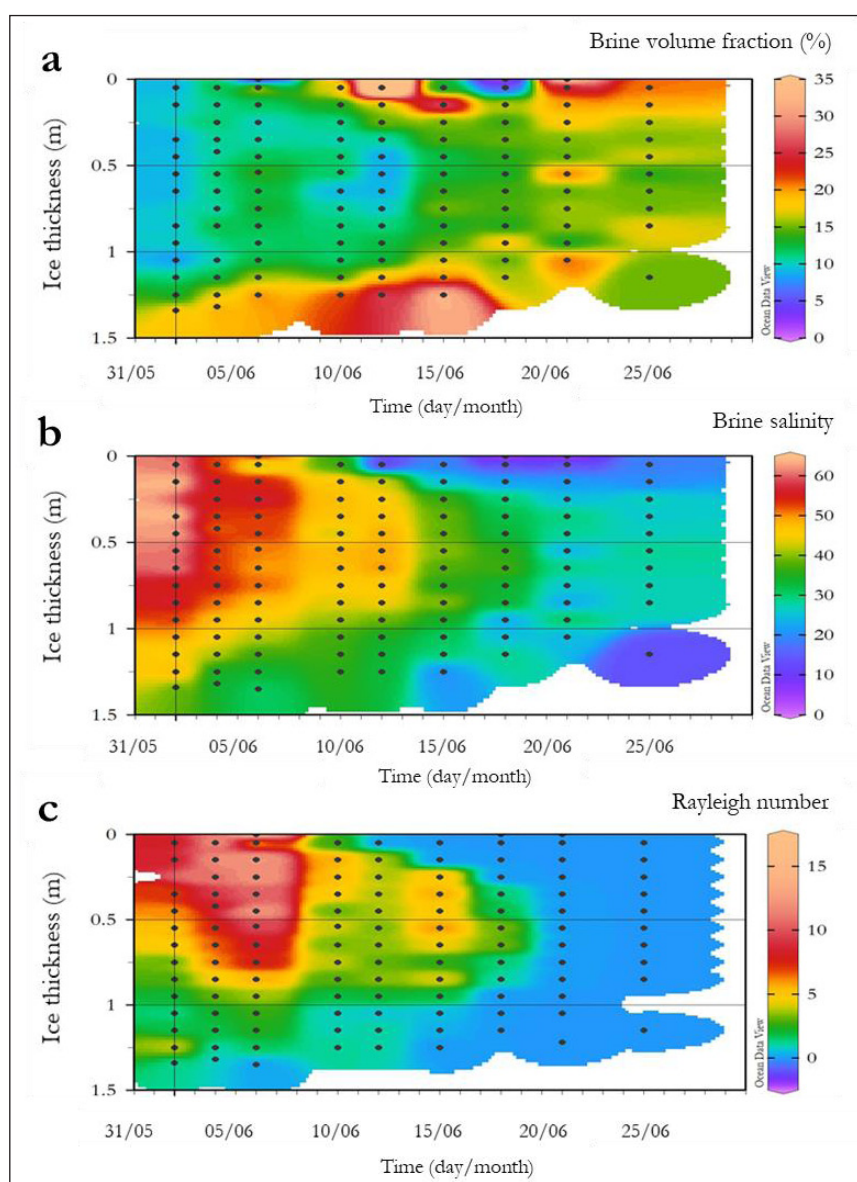 Brine volume fraction (%)
a
0
0.5
1
1.5
Ice thickness (m)
35
30
25
20
15
10
5
0
Ocean Data View
31/05 05/06 10/06 15/06 20/06 25/06
Time (day/month)
Brine salinity
b
0
0.5
1
1.5
Ice thickness (m)
60
50
40
30
20
10
0
Ocean Data View
31/05 05/06 10/06 15/06 20/06 25/06
Time (day/month)
Rayleigh number
c
0
0.5
1
1.5
Ice thickness (m)
15
10
5
0
Ocean Data View
31/05 05/06 10/06 15/06 20/06 25/06
Time (day/month)